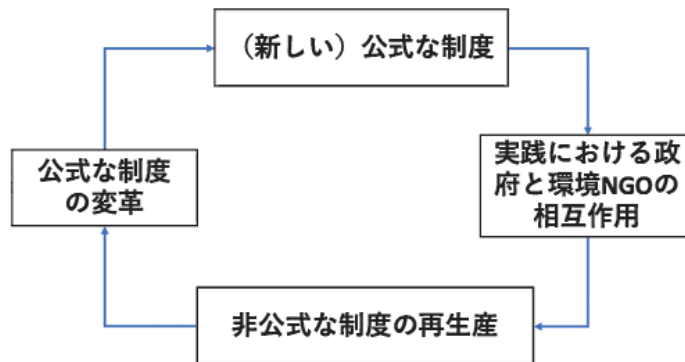 （新しい）公式な制度
実践における政
府と環境NGOの
相互作用
非公式な制度の再生産
公式な制度
の変革